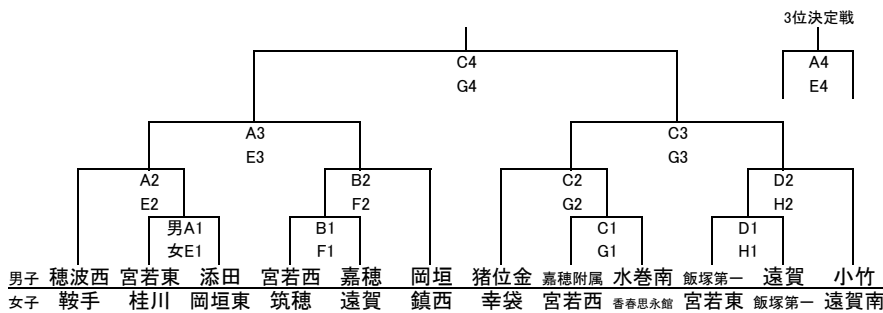 3位決定戦
C4 A4
G4 E4
A3 C3
E3 G3
A2 B2 C2 D2
E2 F2 G2 H2
男A1 B1 C1 D1
女E1 F1 G1 H1
男子 穂波西 宮若東 添田 宮若西 嘉穂 岡垣 猪位金 嘉穂附属 水巻南 飯塚第一 遠賀 小竹
女子 鞍手 桂川 岡垣東 筑穂 遠賀 鎮西 幸袋 宮若西 香春思永館 宮若東 飯塚第一 遠賀南